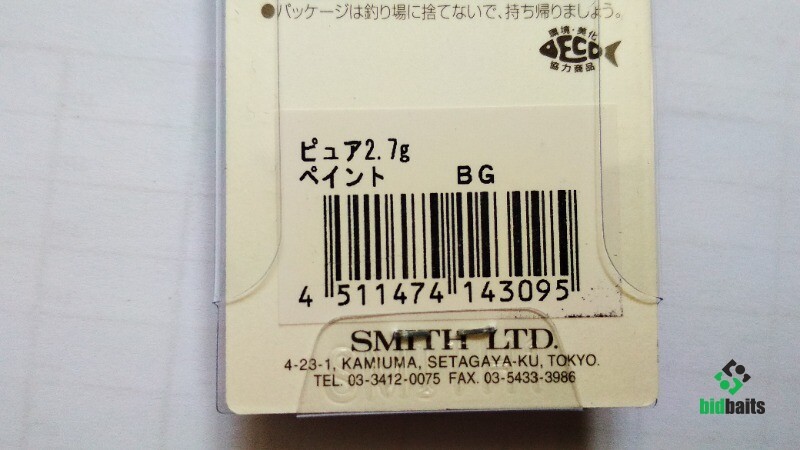 ●パッケージは釣り場に捨てないで、持ち帰りましょう。
環境・美化
ECO
協力商品
ピュア2.7g
ペイント BG
4 511474 143095
SMITH LTD.
4-23-1, KAMIUMA, SETAGAYA-KU, TOKYO.
TEL. 03-3412-0075 FAX. 03-5433-3986
bidbaits